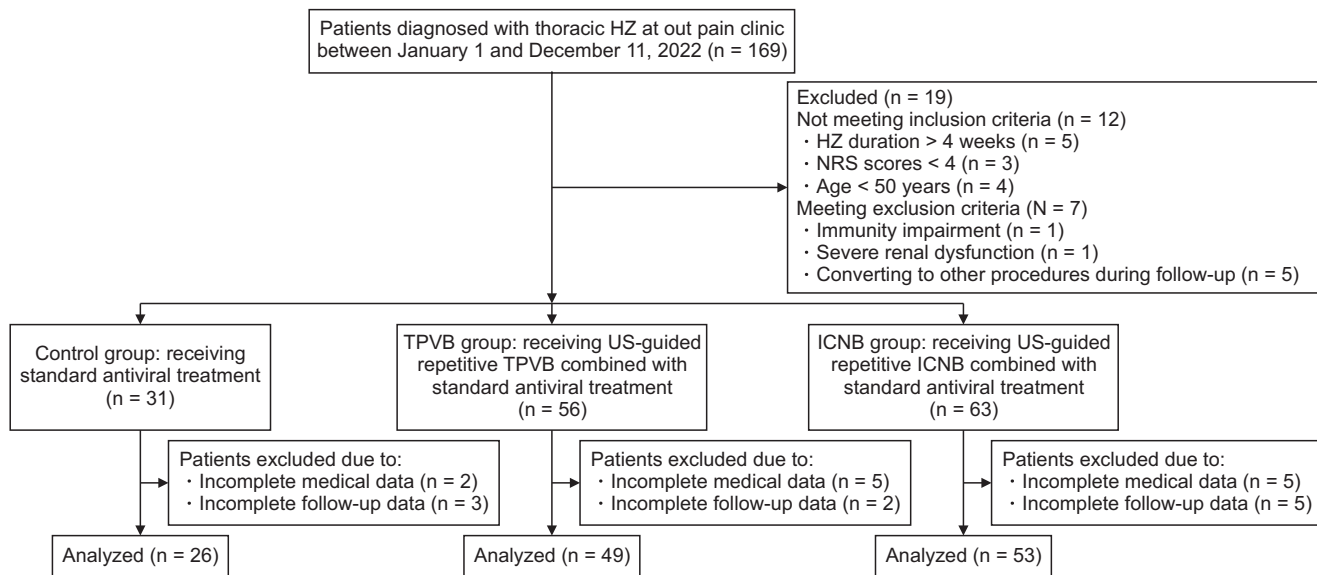 Patients diagnosed with thoracic HZ at out pain clinic
between January 1 and December 11, 2022 (n = 169)
Excluded (n = 19)
Not meeting inclusion criteria (n = 12)
· HZ duration > 4 weeks (n = 5)
· NRS scores < 4 (n = 3)
· Age < 50 years (n = 4)
Meeting exclusion criteria (N = 7)
· Immunity impairment (n = 1)
· Severe renal dysfunction (n = 1)
· Converting to other procedures during follow-up (n = 5)
Control group: receiving
standard antiviral treatment
(n = 31)
TPVB group: receiving US-guided
repetitive TPVB combined with
standard antiviral treatment
(n = 56)
ICNB group: receiving US-guided
repetitive ICNB combined with
standard antiviral treatment
(n = 63)
Patients excluded due to:
· Incomplete medical data (n = 2)
· Incomplete follow-up data (n = 3)
Patients excluded due to:
· Incomplete medical data (n = 5)
· Incomplete follow-up data (n = 2)
Patients excluded due to:
· Incomplete medical data (n = 5)
· Incomplete follow-up data (n = 5)
Analyzed (n = 26)
Analyzed (n = 49)
Analyzed (n = 53)